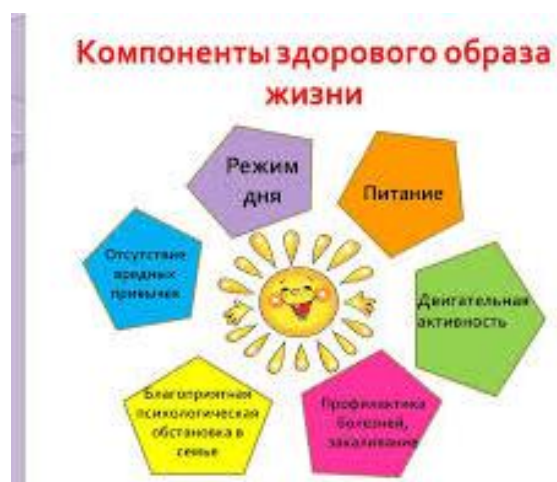 Компоненты здорового образа
жизни
Режим
дня
Питание
Отсутствие
вредных
привычек
Двигательная
активность
Благоприятная
психологическая
обстановка в
семье
Профилактика
болезней,
закаливание